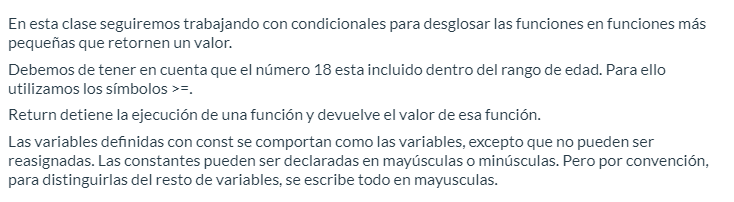 En esta clase seguiremos trabajando con condicionales para desglosar las funciones en funciones más
pequeñas que retornen un valor.
Debemos de tener en cuenta que el número 18 esta incluido dentro del rango de edad. Para ello
utilizamos los símbolos >=.
Return detiene la ejecución de una función y devuelve el valor de esa función.
Las variables definidas con const se comportan como las variables, excepto que no pueden ser
reasignadas. Las constantes pueden ser declaradas en mayúsculas o minúsculas. Pero por convención,
para distinguirlas del resto de variables, se escribe todo en mayusculas.